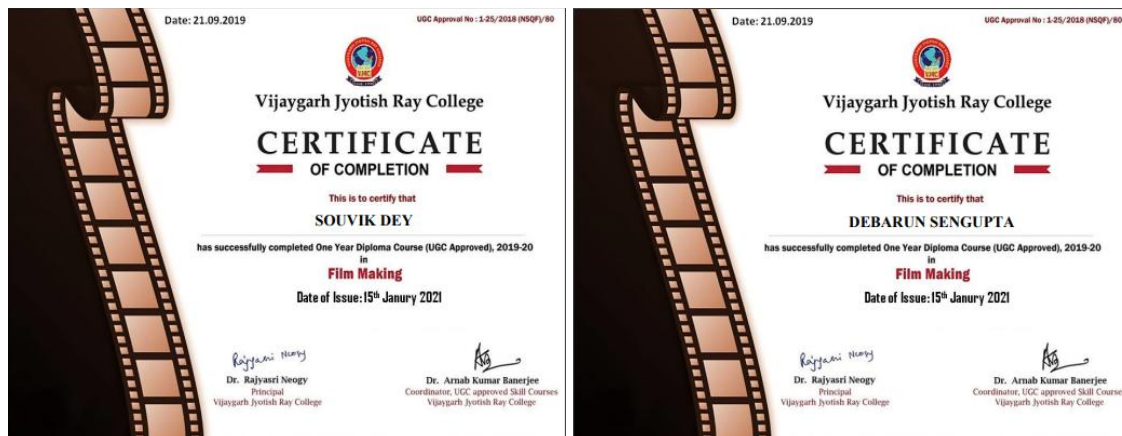 Date: 21.09.2019
UGC Approval No : 1-25/2018 (NSQF)/80
VJRC
Vijaygarh Jyotish Ray College
CERTIFICATE
OF COMPLETION
This is to certify that
SOUVIK DEY
has successfully completed One Year Diploma Course (UGC Approved), 2019-20
in
Film Making
Date of Issue: 15th Janury 2021
Rajyasri Neogy
Dr. Rajyasri Neogy
Principal
Vijaygarh Jyotish Ray College
Dr. Arnab Kumar Banerjee
Coordinator, UGC approved Skill Courses
Vijaygarh Jyotish Ray College
Date: 21.09.2019
UGC Approval No : 1-25/2018 (NSQF)/80
VJRC
Vijaygarh Jyotish Ray College
CERTIFICATE
OF COMPLETION
This is to certify that
DEBARUN SENGUPTA
has successfully completed One Year Diploma Course (UGC Approved), 2019-20
in
Film Making
Date of Issue: 15th Janury 2021
Rajyasri Neogy
Dr. Rajyasri Neogy
Principal
Vijaygarh Jyotish Ray College
Dr. Arnab Kumar Banerjee
Coordinator, UGC approved Skill Courses
Vijaygarh Jyotish Ray College